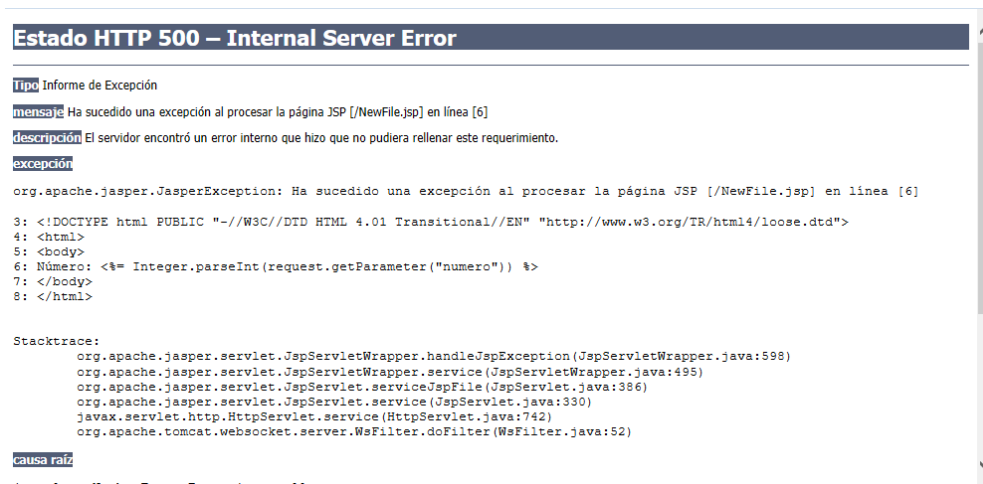 Estado HTTP 500 – Internal Server Error
Tipo Informe de Excepción
mensaje Ha sucedido una excepción al procesar la página JSP [/NewFile.jsp] en línea [6]
descripción El servidor encontró un error interno que hizo que no pudiera rellenar este requerimiento.
excepción
org.apache.jasper.JasperException: Ha sucedido una excepción al procesar la página JSP [/NewFile.jsp] en línea [6]
3: <!DOCTYPE html PUBLIC "-//W3C//DTD HTML 4.01 Transitional//EN" "http://www.w3.org/TR/html4/loose.dtd">
4: <html>
5: <body>
6: Número: <%= Integer.parseInt(request.getParameter("numero")) %>
7: </body>
8: </html>
Stacktrace:
org.apache.jasper.servlet.JspServletWrapper.handleJspException(JspServletWrapper.java:598)
org.apache.jasper.servlet.JspServletWrapper.service(JspServletWrapper.java:495)
org.apache.jasper.servlet.JspServlet.serviceJspFile(JspServlet.java:386)
org.apache.jasper.servlet.JspServlet.service(JspServlet.java:330)
javax.servlet.http.HttpServlet.service(HttpServlet.java:742)
org.apache.tomcat.websocket.server.WsFilter.doFilter(WsFilter.java:52)
causa raíz